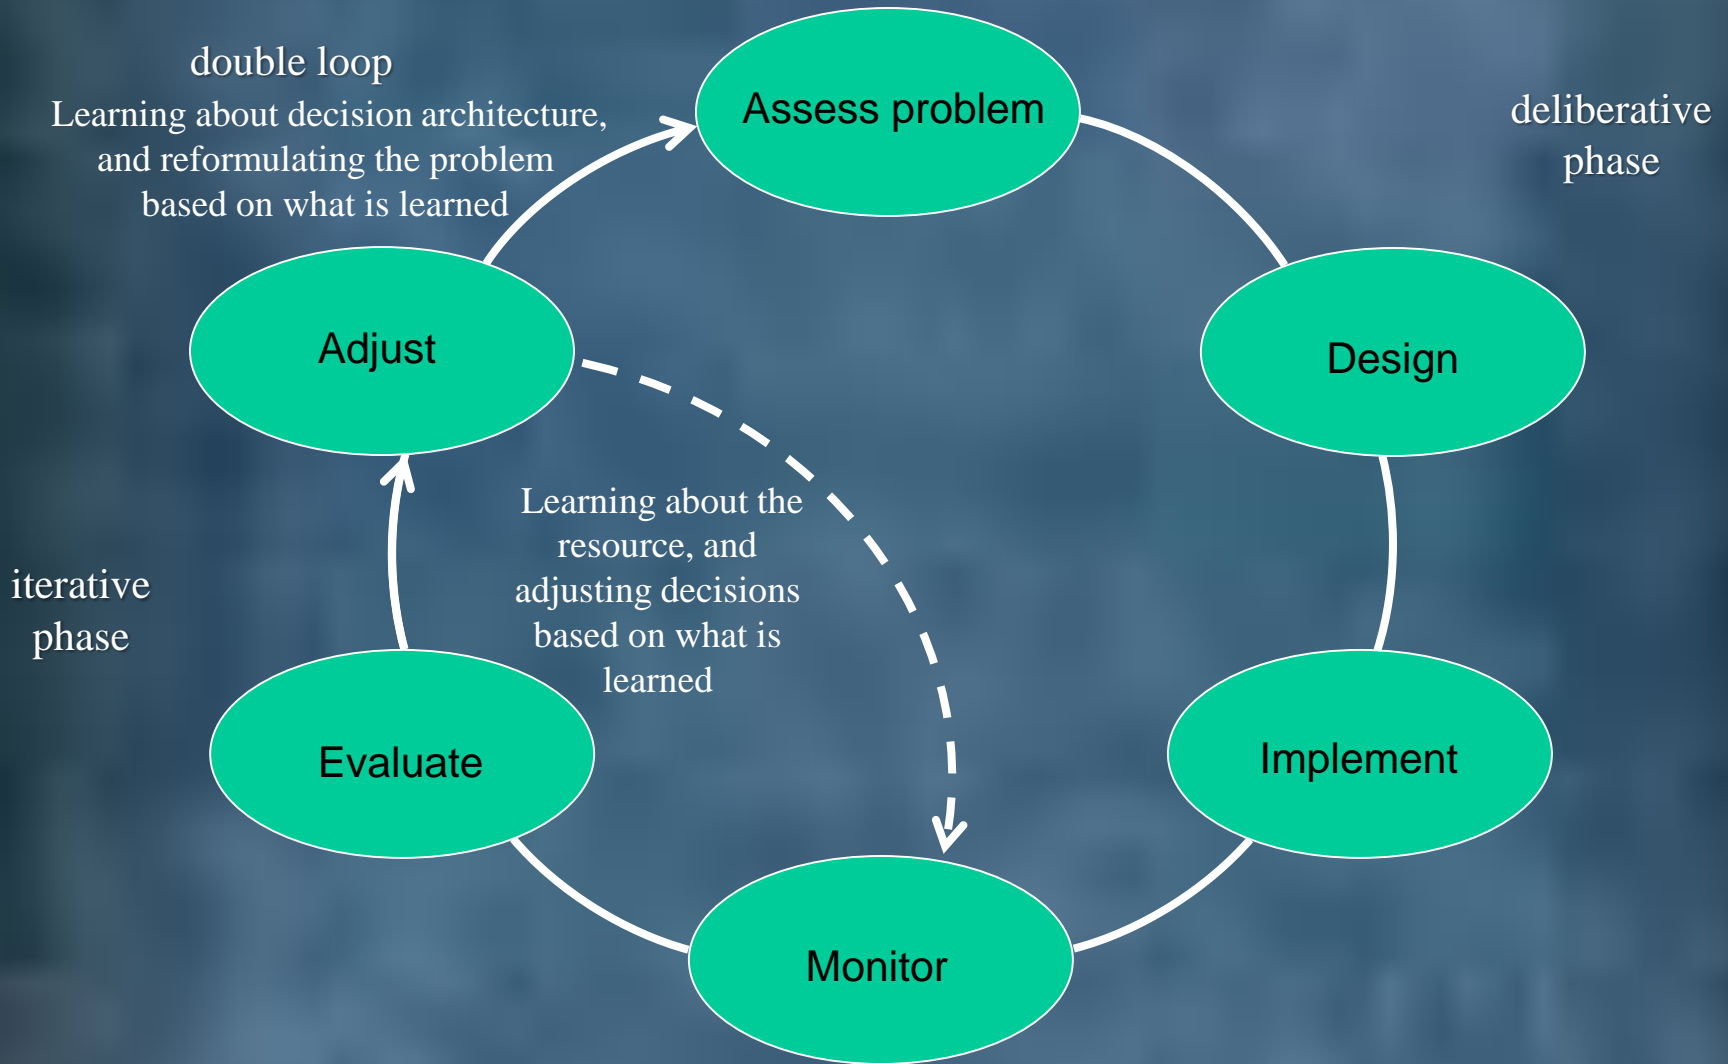 double loop
Learning about decision architecture,
and reformulating the problem
based on what is learned
Assess problem
deliberative
phase
Adjust
Design
Learning about the
resource, and
adjusting decisions
based on what is
learned
iterative
phase
Evaluate
Implement
Monitor